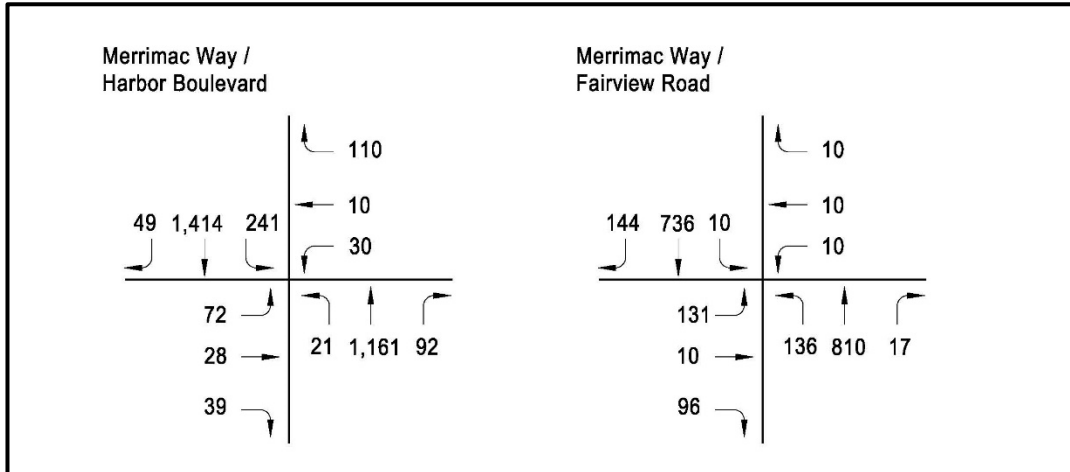 Merrimac Way /
Harbor Boulevard
110
10
30
49 1,414 241
72
28
39
21 1,161 92
Merrimac Way /
Fairview Road
10
10
10
144 736 10
131
10
96
136 810 17